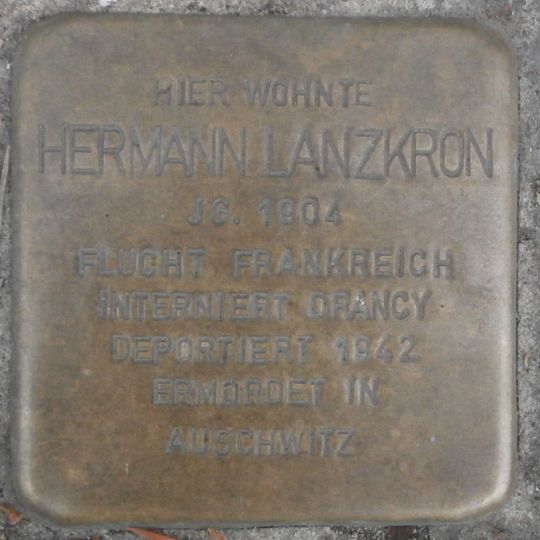 HIER WOHNTE
HERMANN LANZKRON
JG. 1904
FLUCHT FRANKREICH
INTERNIERT DRANCY
DEPORTIERT 1942
ERMORDET IN
AUSCHWITZ